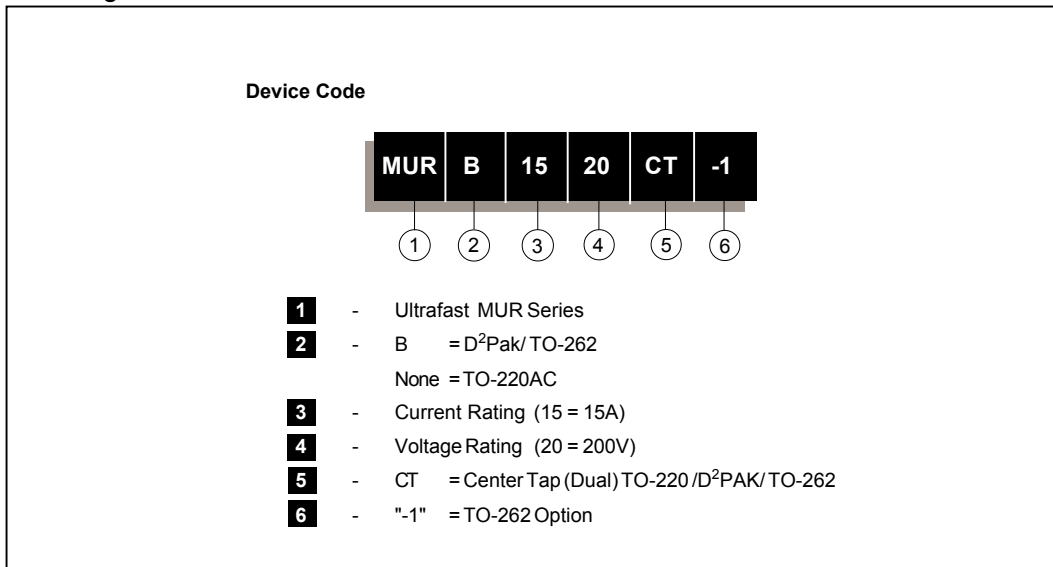 Device Code
MUR B 15 20 CT -1
1 2 3 4 5 6
1 - Ultrafast MUR Series
2 - B = D²Pak/ TO-262
None = TO-220AC
3 - Current Rating (15 = 15A)
4 - Voltage Rating (20 = 200V)
5 - CT = Center Tap (Dual) TO-220 /D²PAK/ TO-262
6 - "-1" = TO-262 Option